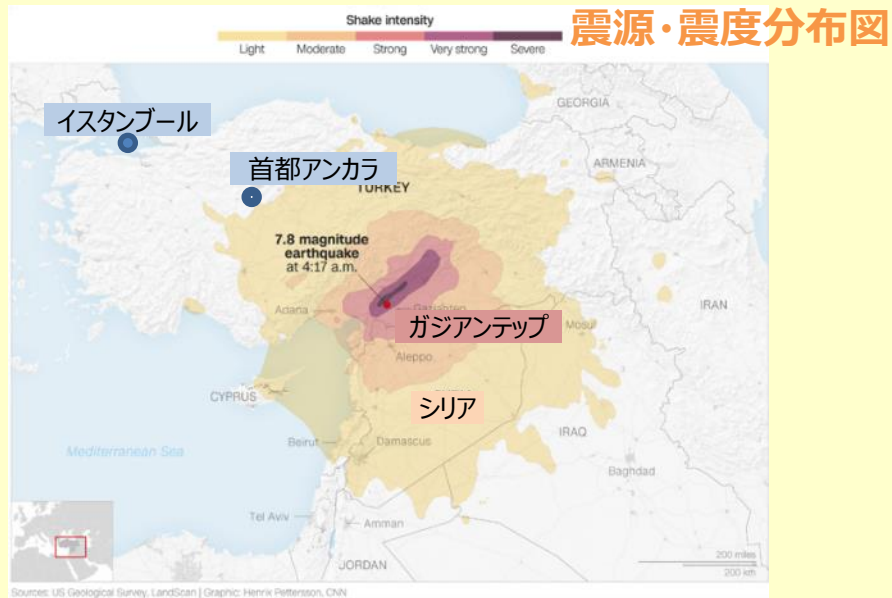 Shake intensity
震源・震度分布図
Light Moderate Strong Very strong Severe
GEORGIA
イスタンブール
ARMENIA
首都アンカラ
TURKEY
7.8 magnitude
earthquake
at 4:17 a.m.
Adana
Gaziantep
IRAN
ガジアンテップ
Mosul
Aleppo
CYPRUS
シリア
IRAQ
Beirut
Damascus
Mediterranean Sea
Baghdad
Tel Aviv
Amman
JORDAN
200 miles
200 km
Sources: US Geological Survey, LandScan | Graphic: Henrik Pettersson, CNN